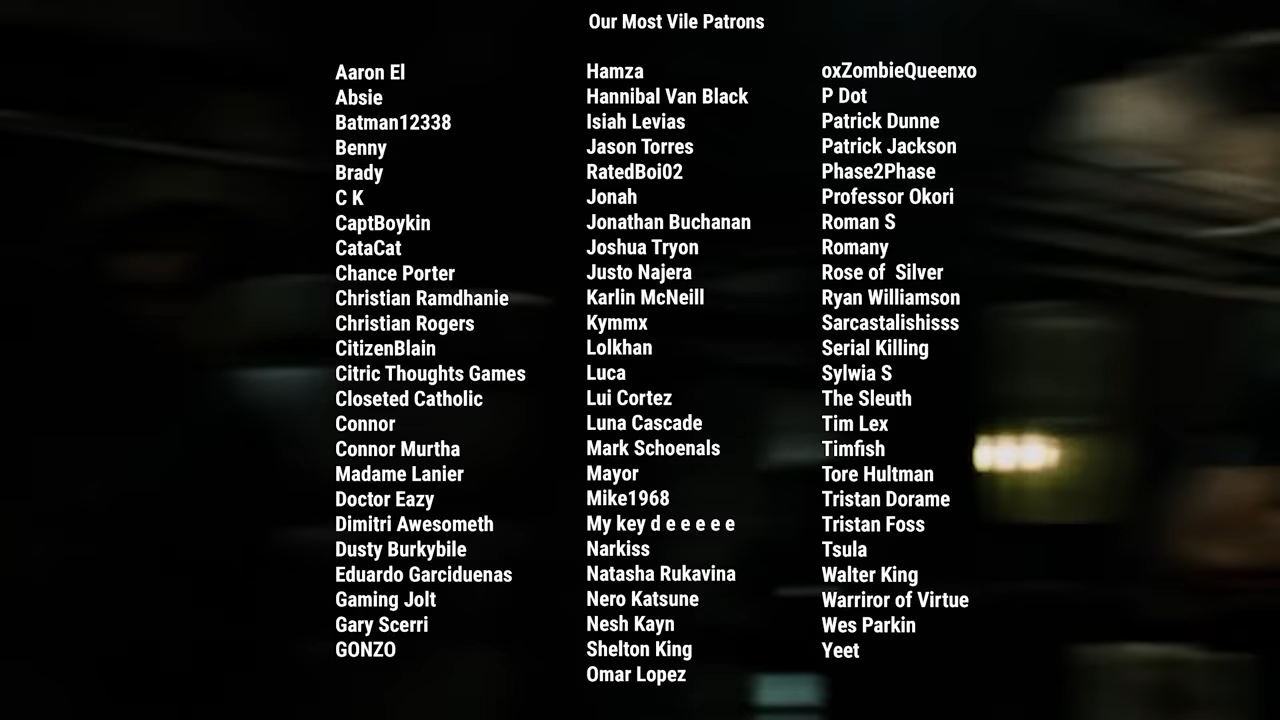 Our Most Vile Patrons
Aaron El
Absie
Batman12338
Benny
Brady
C K
CaptBoykin
CataCat
Chance Porter
Christian Ramdhanie
Christian Rogers
CitizenBlain
Citric Thoughts Games
Closeted Catholic
Connor
Connor Murtha
Madame Lanier
Doctor Eazy
Dimitri Awesometh
Dusty Burkybile
Eduardo Garciduenas
Gaming Jolt
Gary Scerri
GONZO
Hamza
Hannibal Van Black
Isiah Levias
Jason Torres
RatedBoi02
Jonah
Jonathan Buchanan
Joshua Tryon
Justo Najera
Karlin McNeill
Kymmx
Lolkhan
Luca
Lui Cortez
Luna Cascade
Mark Schoenals
Mayor
Mike1968
My key d e e e e e
Narkiss
Natasha Rukavina
Nero Katsune
Nesh Kayn
Shelton King
Omar Lopez
oxZombieQueenxo
P Dot
Patrick Dunne
Patrick Jackson
Phase2Phase
Professor Okori
Roman S
Romany
Rose of  Silver
Ryan Williamson
Sarcastalishisss
Serial Killing
Sylwia S
The Sleuth
Tim Lex
Timfish
Tore Hultman
Tristan Dorame
Tristan Foss
Tsula
Walter King
Warriror of Virtue
Wes Parkin
Yeet